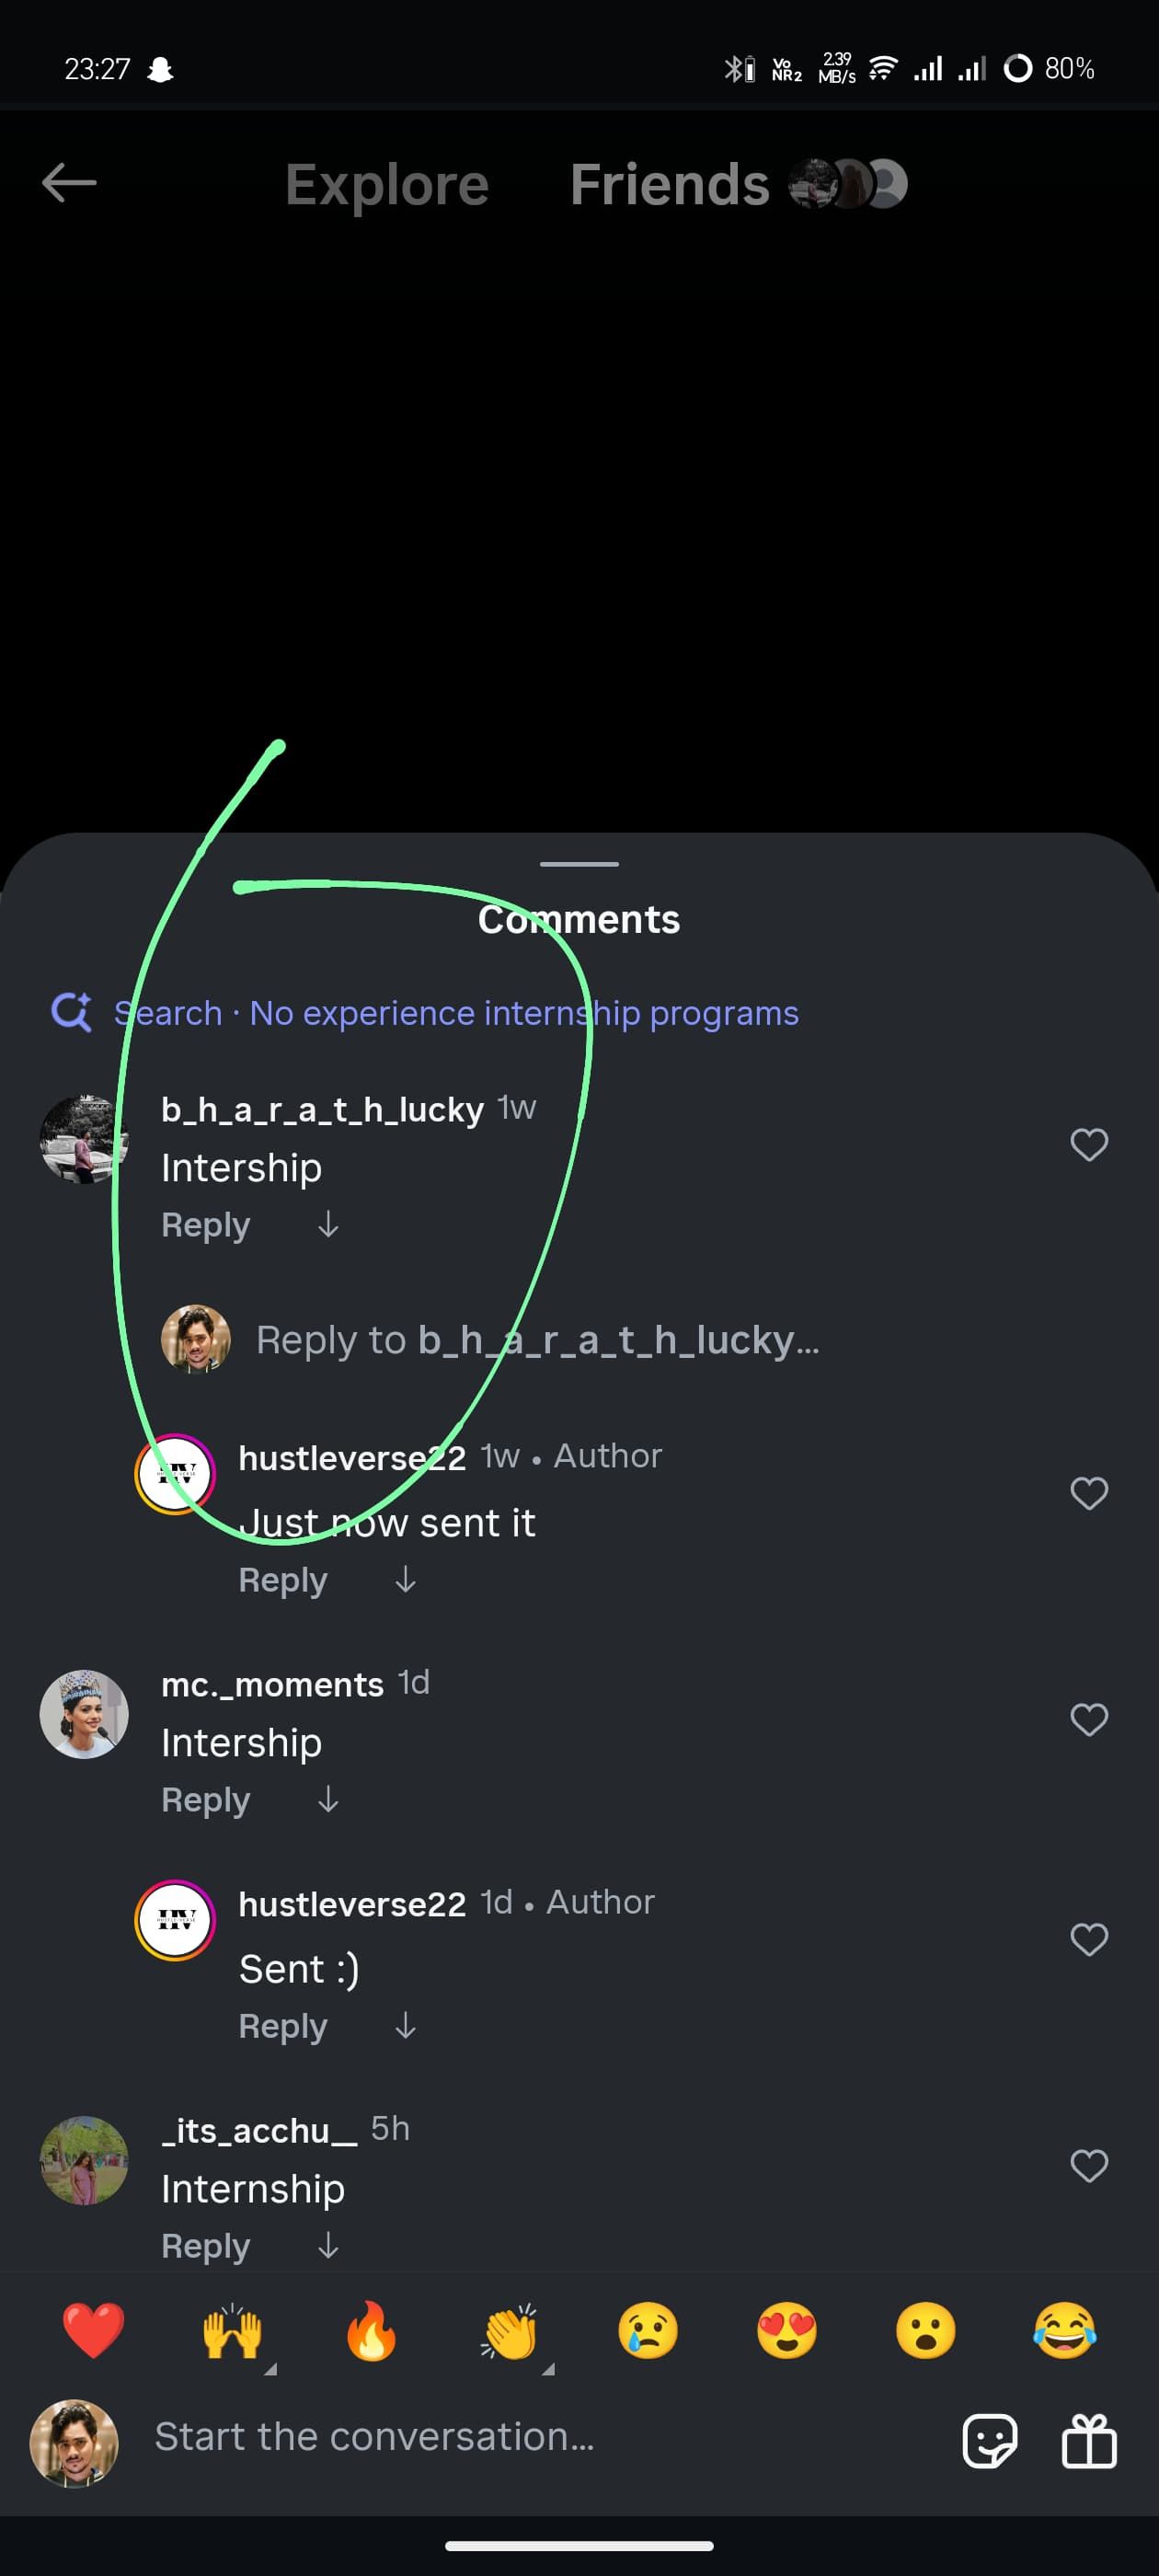 23:27 Vo NR2 2.39 MB/s 80%
Explore Friends
Comments
Search · No experience internship programs
b_h_a_r_a_t_h_lucky 1w
Intership
Reply
Reply to b_h_a_r_a_t_h_lucky...
hustleverse22 1w • Author
Just now sent it
Reply
mc._moments 1d
Intership
Reply
hustleverse22 1d • Author
Sent :)
Reply
_its_acchu__ 5h
Internship
Reply
Start the conversation...